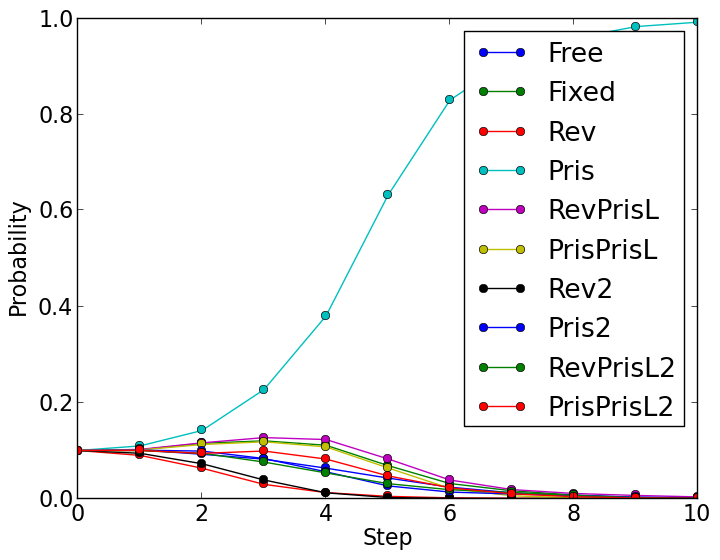 1.0
0.8
0.6
0.4
0.2
0.0
Probability
Free
Fixed
Rev
Pris
RevPrisL
PrisPrisL
Rev2
Pris2
RevPrisL2
PrisPrisL2
0 2 4 6 8 10
Step